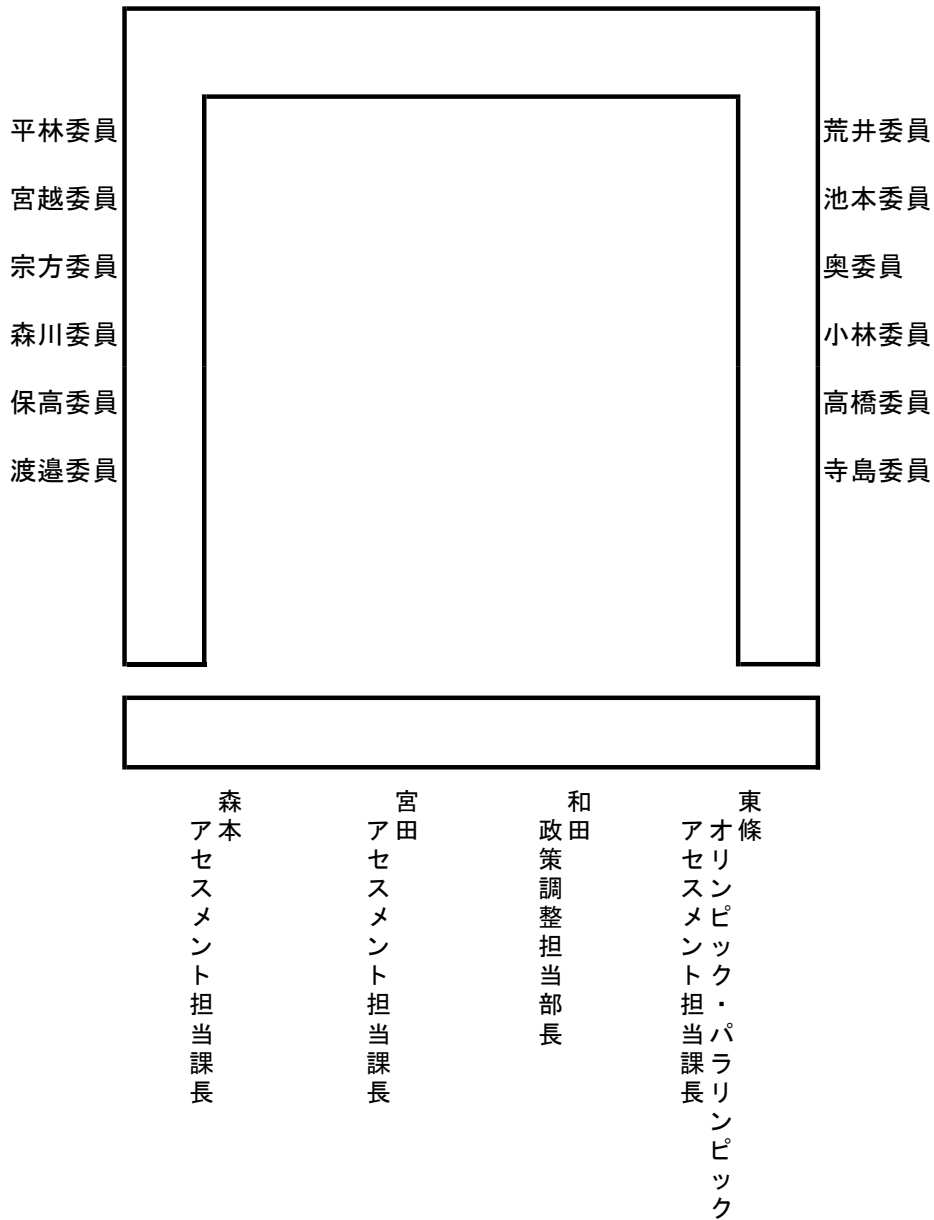 平林委員
宮越委員
宗方委員
森川委員
保高委員
渡邉委員
荒井委員
池本委員
奥委員
小林委員
高橋委員
寺島委員
東條
オリンピック・パラリンピック
アセスメント担当課長
和田
政策調整担当部長
宮田
アセスメント担当課長
森本
アセスメント担当課長